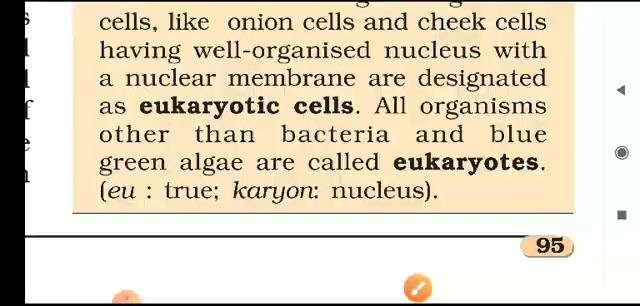 cells, like onion cells and cheek cells
having well-organised nucleus with
a nuclear membrane are designated
as eukaryotic cells. All organisms
other than bacteria and blue
green algae are called eukaryotes.
(eu : true; karyon: nucleus).
95